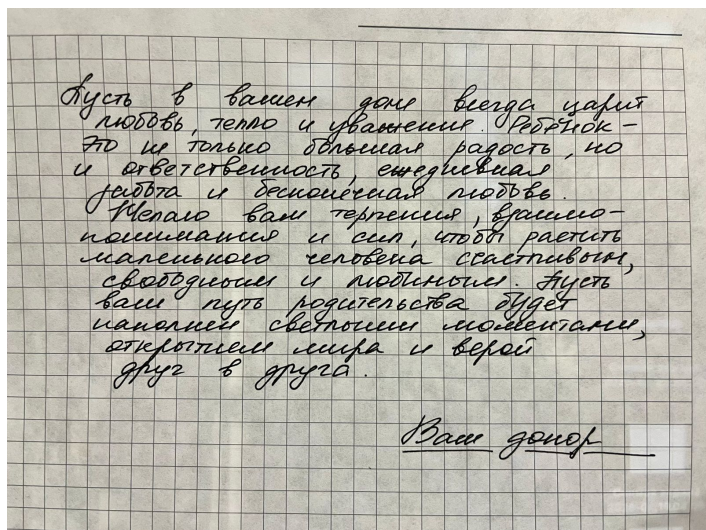 Пусть в вашем доме всегда царит
любовь, тепло и уважения. Ребёнок –
это не только большая радость, но
и ответственность, ежедневная
забота и бесконечная любовь.
Желаю вам терпения, взаимо-
понимания и сил, чтобы растить
маленького человека счастливым,
свободным и любимым. Пусть
ваш путь родительства будет
наполнен светлыми моментами,
открытием мира и верой
друг в друга.
Ваш донор